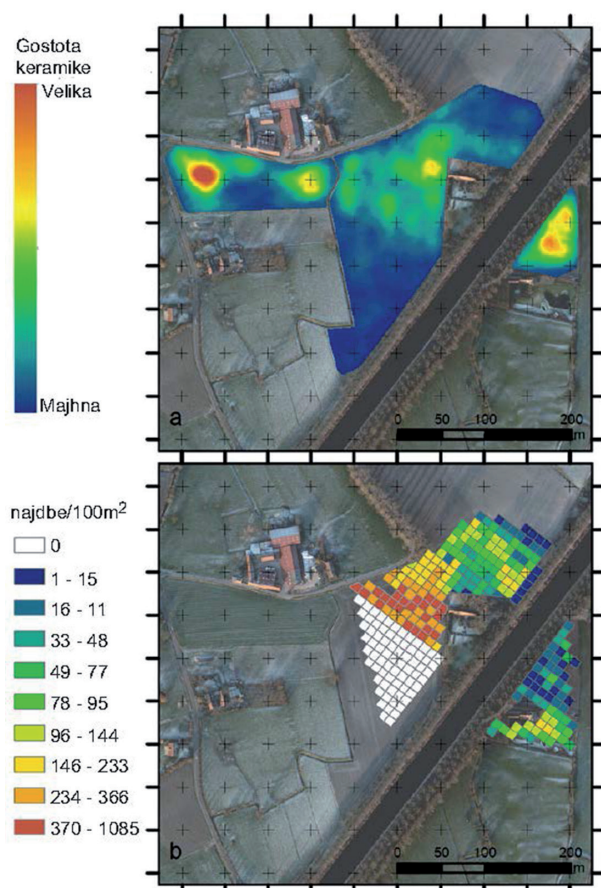 Gostota
keramike
Velika
Majhna
a
0 50 100 200
m
najdbe/100m²
0
1 - 15
16 - 11
33 - 48
49 - 77
78 - 95
96 - 144
146 - 233
234 - 366
370 - 1085
b
0 50 100 200
m